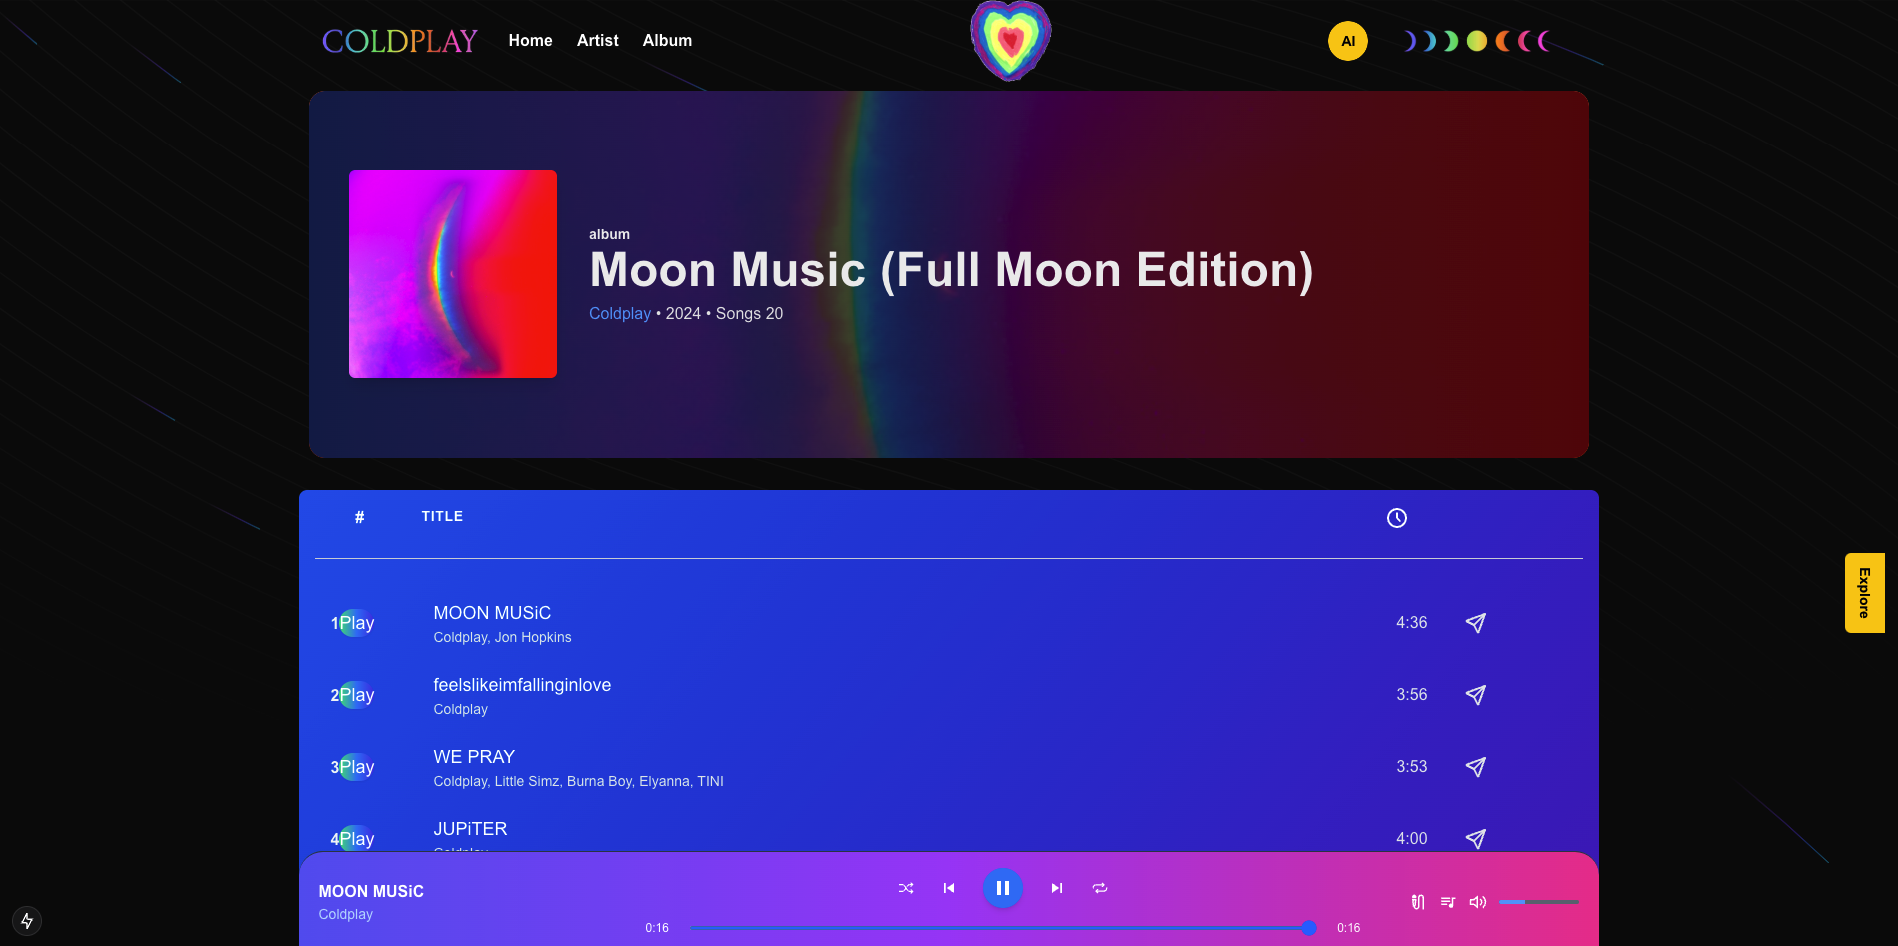 COLDPLAY Home Artist Album AI
album
Moon Music (Full Moon Edition)
Coldplay • 2024 • Songs 20
# TITLE
1Play MOON MUSiC 4:36
Coldplay, Jon Hopkins
2Play feelslikeimfallinginlove 3:56
Coldplay
3Play WE PRAY 3:53
Coldplay, Little Simz, Burna Boy, Elyanna, TINI
4Play JUPiTER 4:00
Coldplay
Explore
MOON MUSiC
Coldplay
0:16 0:16